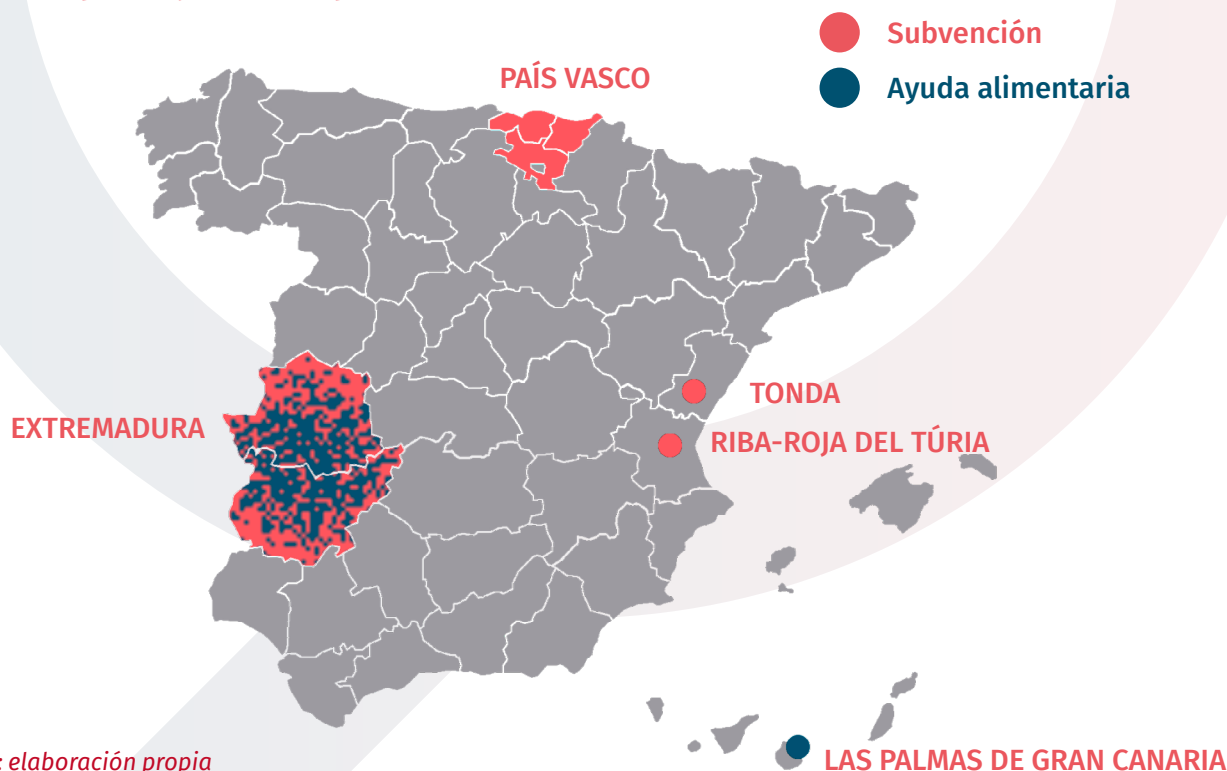 Subvención
Ayuda alimentaria
PAÍS VASCO
TONDA
EXTREMADURA
RIBA-ROJA DEL TÚRIA
: elaboración propia
LAS PALMAS DE GRAN CANARIA